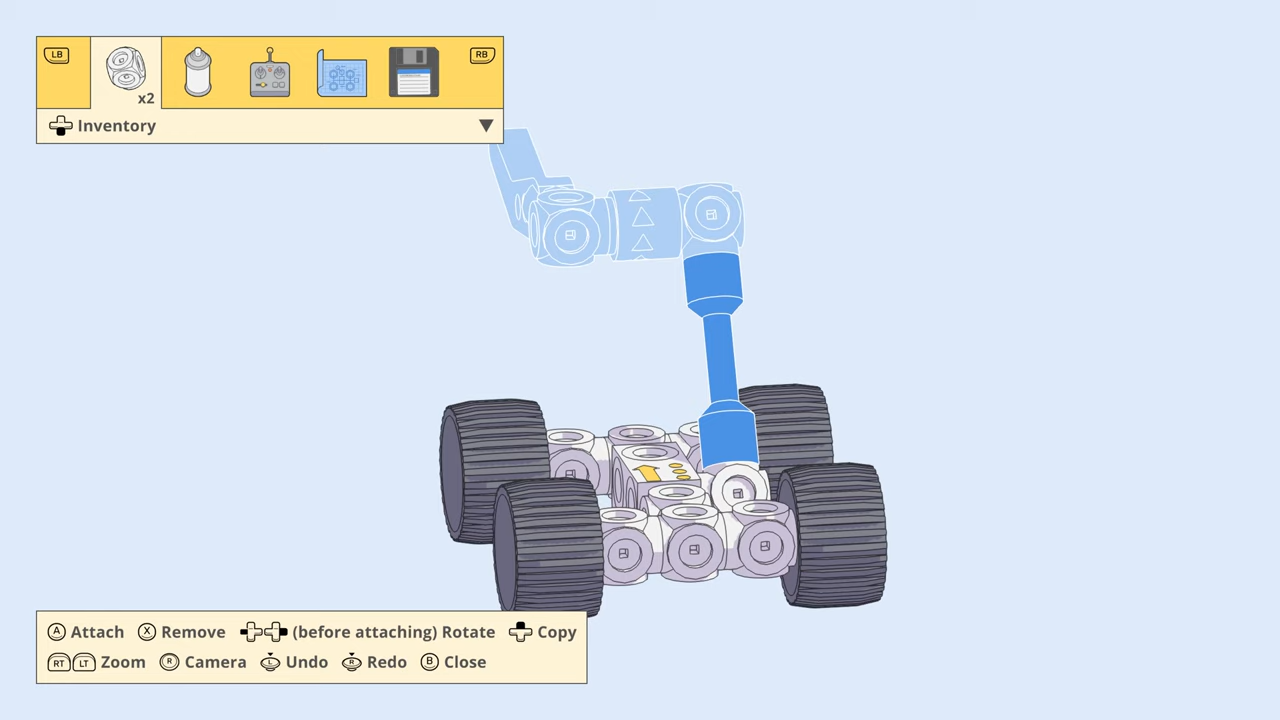 LB
RB
x2
Inventory
A Attach X Remove (before attaching) Rotate Copy
RT LT Zoom R Camera L Undo R Redo B Close